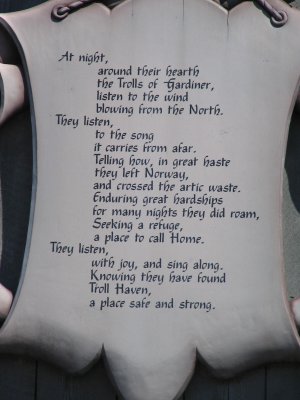 At night,
around their hearth
the Trolls of Gardiner,
listen to the wind
blowing from the North.
They listen,
to the song
it carries from afar.
Telling how, in great haste
they left Norway,
and crossed the artic waste.
Enduring great hardships
for many nights they did roam,
Seeking a refuge,
a place to call Home.
They listen,
with joy, and sing along.
Knowing they have found
Troll Haven,
a place safe and strong.